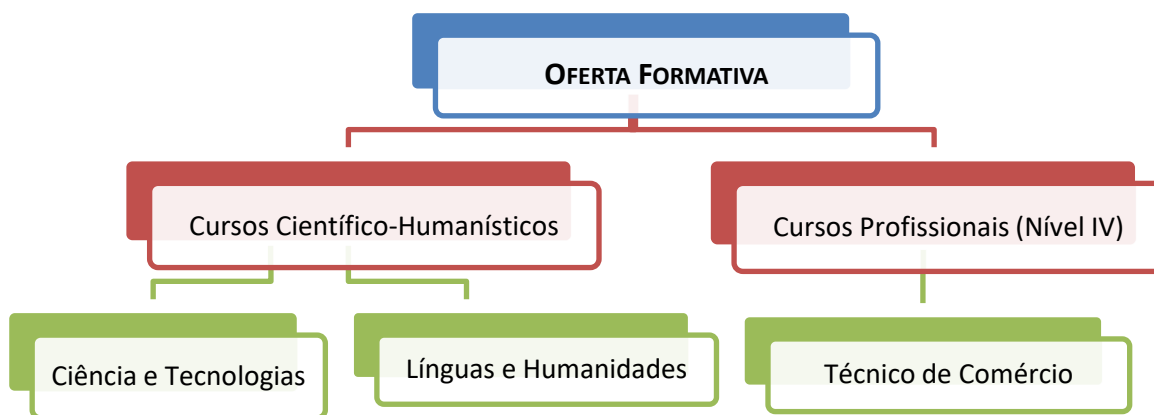 OFERTA FORMATIVA
Cursos Científico-Humanísticos
Cursos Profissionais (Nível IV)
Ciência e Tecnologias
Línguas e Humanidades
Técnico de Comércio